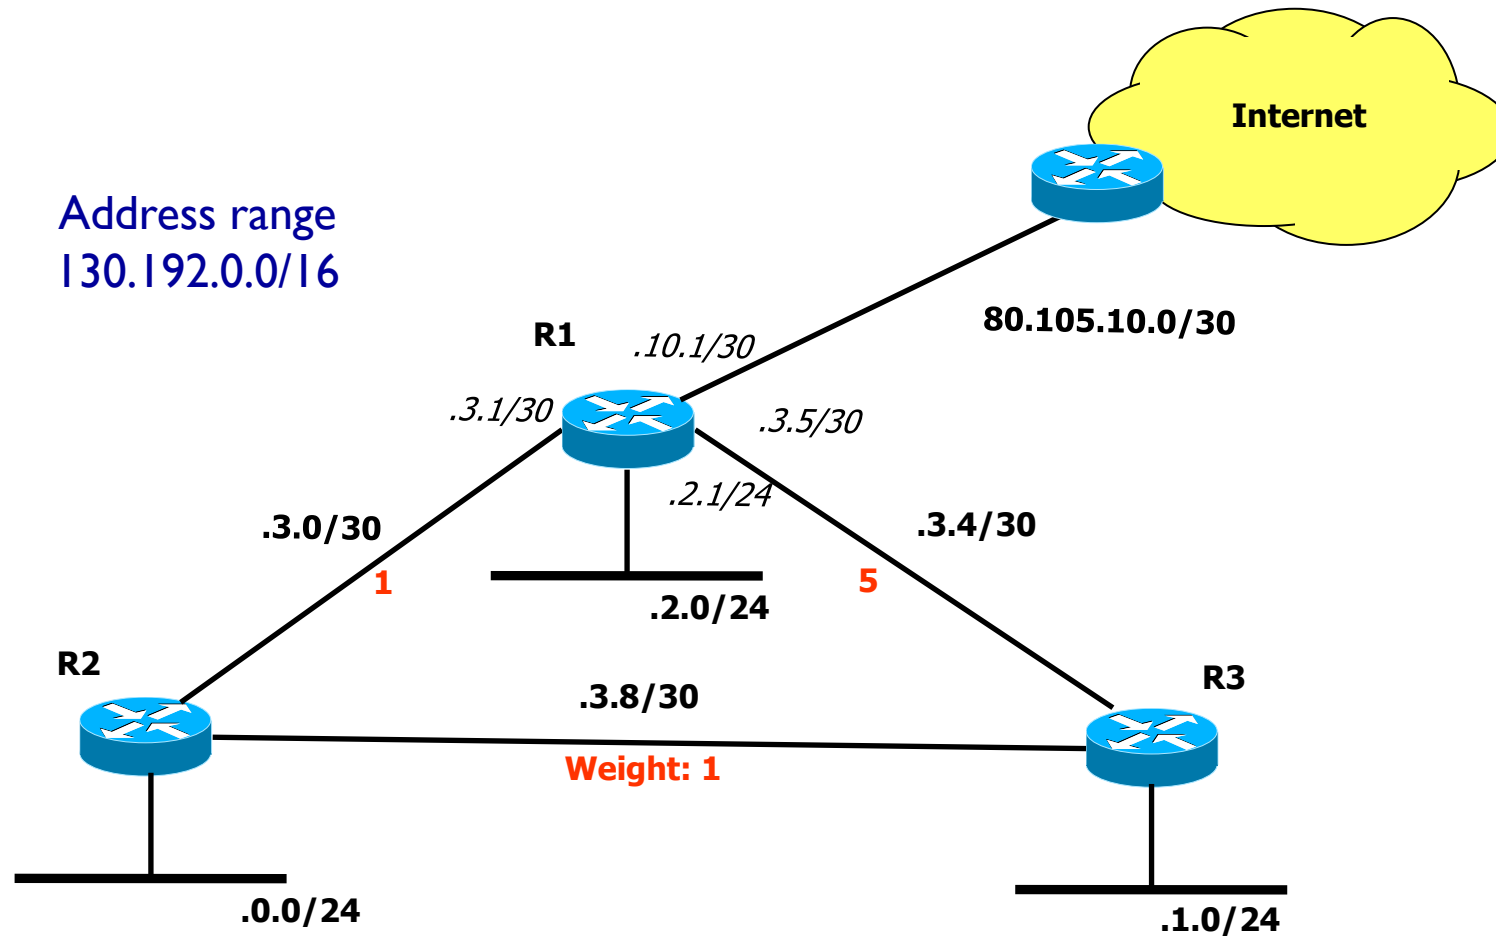 Internet
Address range
130.192.0.0/16
80.105.10.0/30
R1
.10.1/30
.3.1/30
.3.5/30
.2.1/24
.3.0/30
.3.4/30
1
5
.2.0/24
R2
R3
.3.8/30
Weight: 1
.0.0/24
.1.0/24